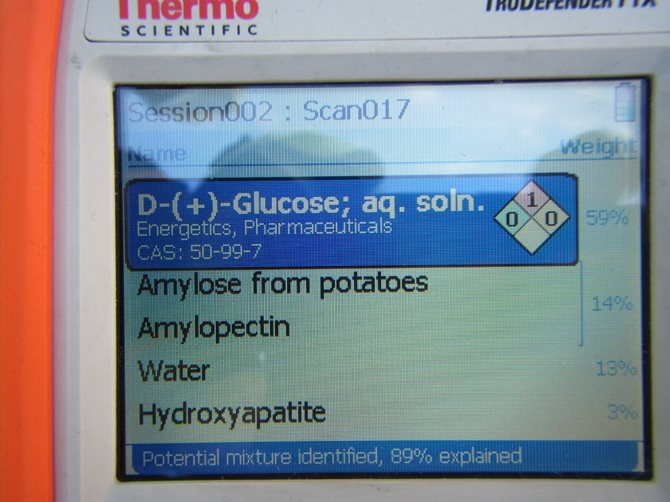 Thermo
SCIENTIFIC
TRUDEFENDER FTX
Session002 : Scan017
Name Weight
D-(+)-Glucose; aq. soln.
Energetics, Pharmaceuticals
CAS: 50-99-7
1
0 0
59%
Amylose from potatoes
Amylopectin
14%
Water 13%
Hydroxyapatite 3%
Potential mixture identified, 89% explained